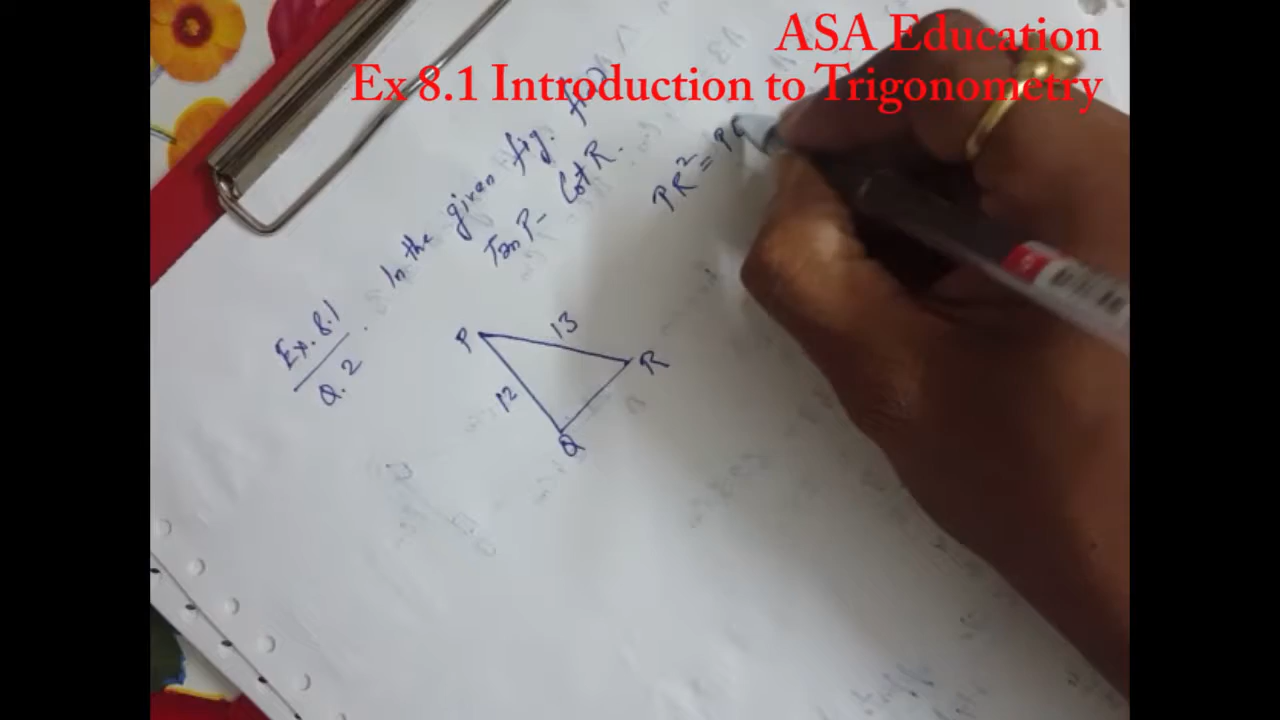 ASA Education
Ex 8.1 Introduction to Trigonometry
Ex. 8.1
Q. 2
In the given fig. find
Tan P - Cot R.
PR² = P
P
13
R
12
Q